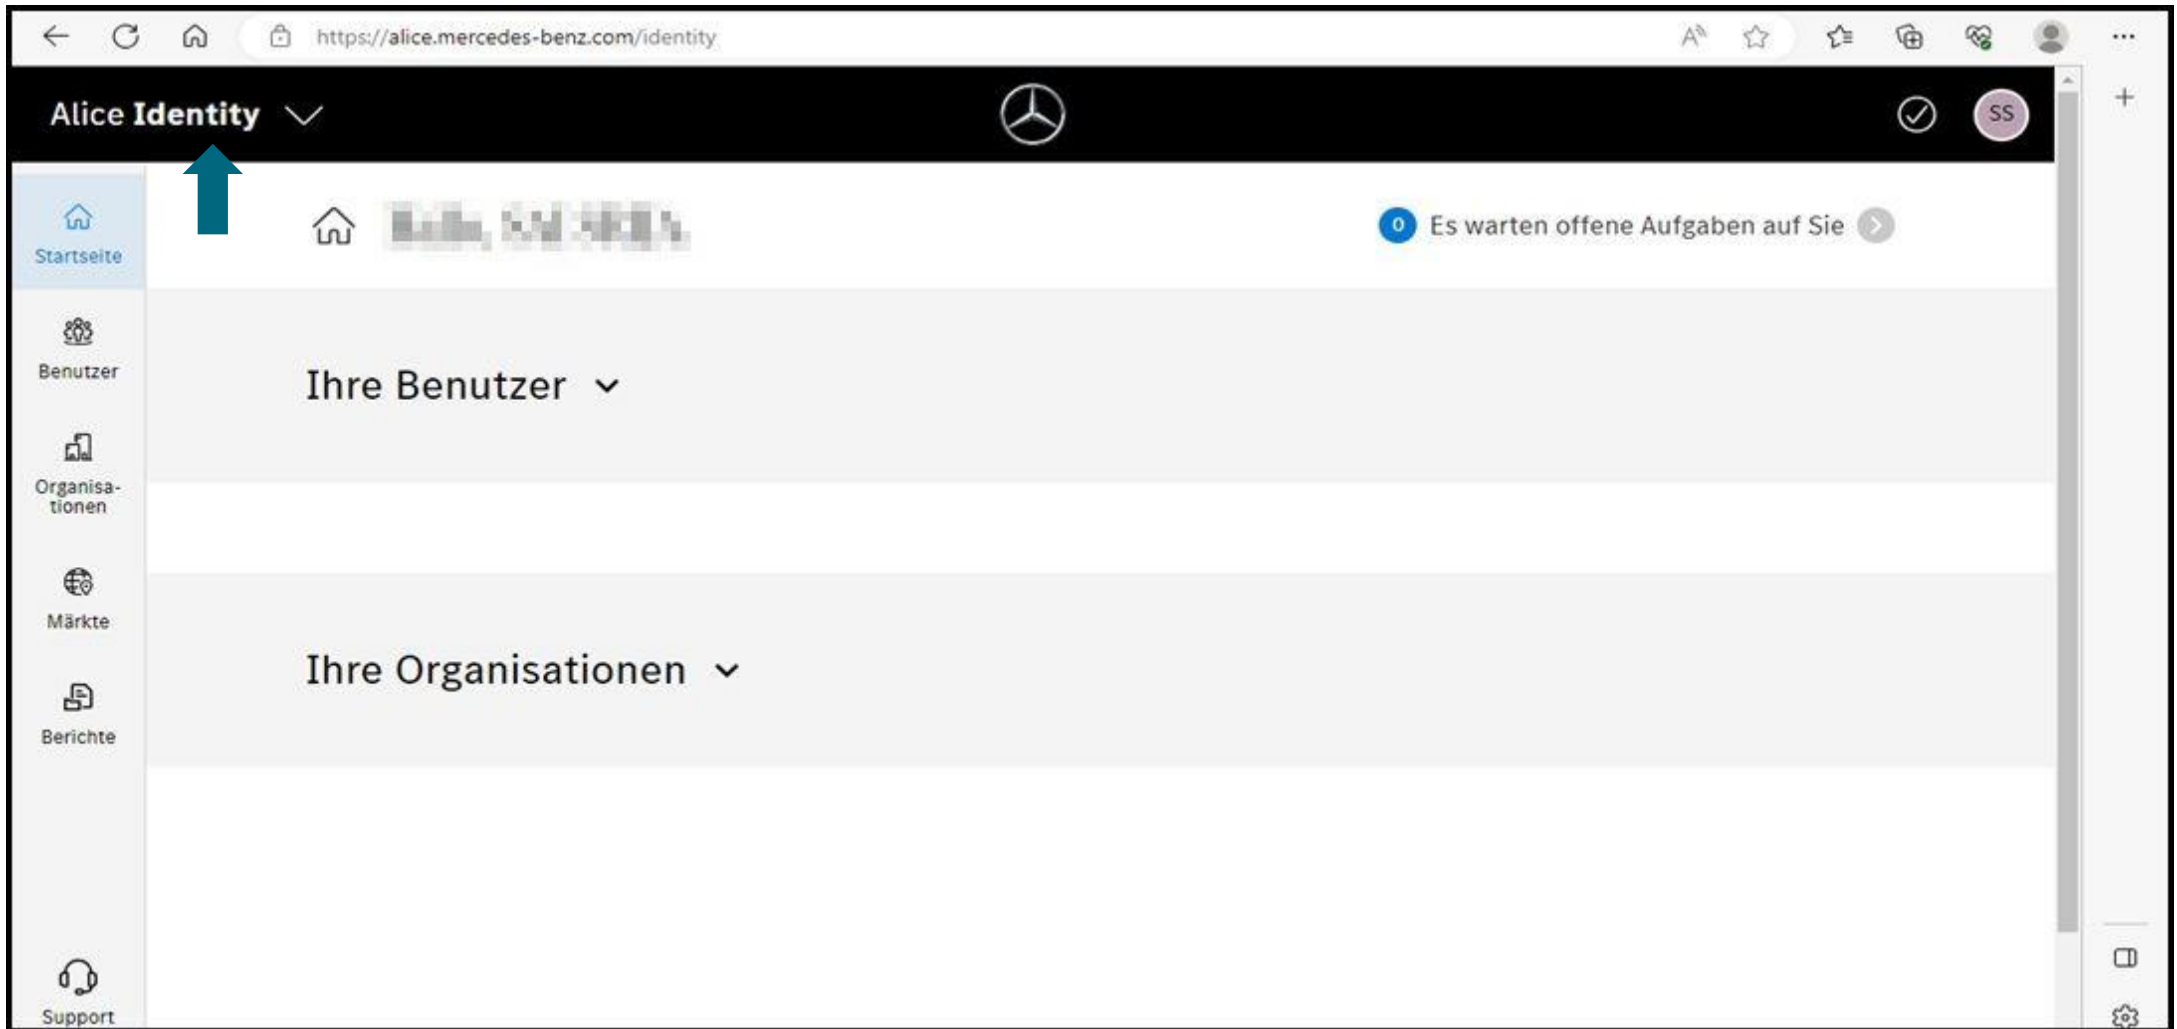 https://alice.mercedes-benz.com/identity
Alice Identity
SS
Startseite
0 Es warten offene Aufgaben auf Sie
Benutzer
Ihre Benutzer
Organisa-
tionen
Märkte
Ihre Organisationen
Berichte
Support